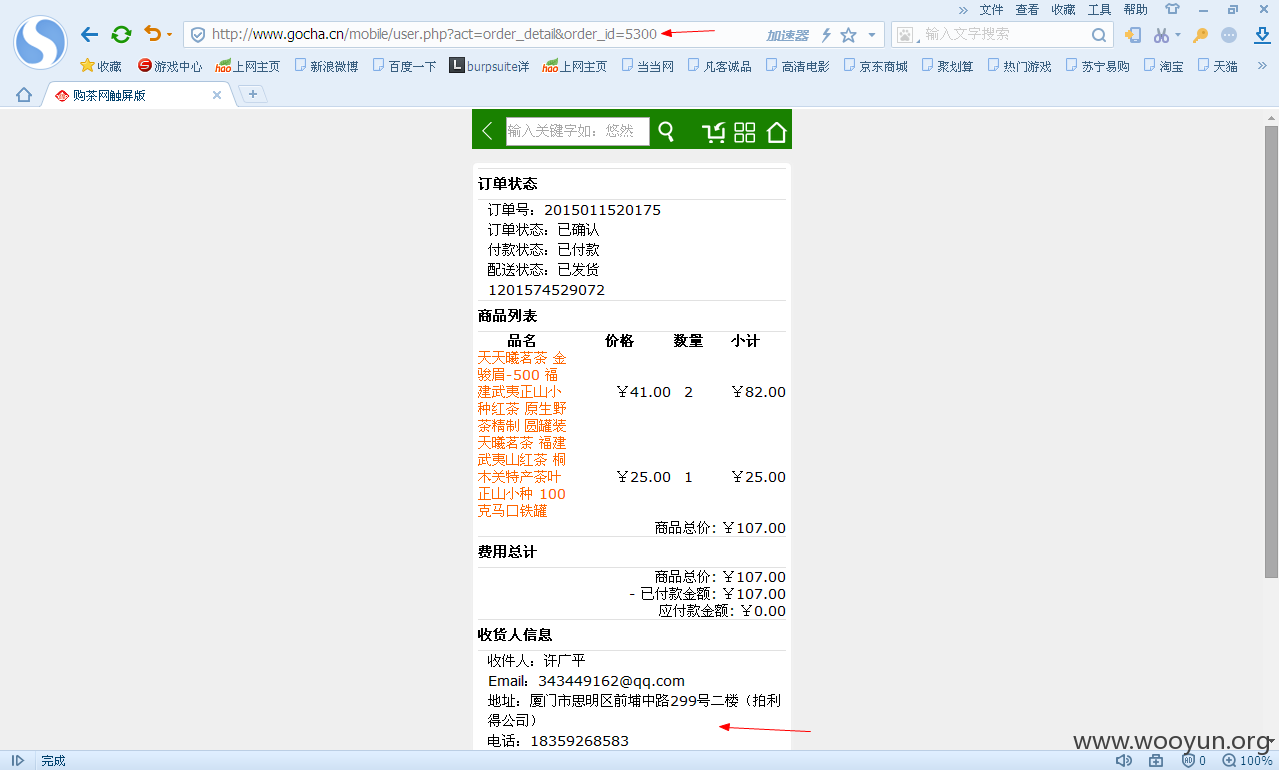 文件 查看 收藏 工具 帮助
http://www.gocha.cn/mobile/user.php?act=order_detail&order_id=5300 加速器 输入文字搜索
收藏 游戏中心 上网主页 新浪微博 百度一下 burpsuite详 上网主页 当当网 凡客诚品 高清电影 京东商城 聚划算 热门游戏 苏宁易购 淘宝 天猫
购茶网触屏版
输入关键字如：悠然
订单状态
订单号：2015011520175
订单状态：已确认
付款状态：已付款
配送状态：已发货
1201574529072
商品列表
品名 价格 数量 小计
天天曦茗茶 金
骏眉-500 福
建武夷正山小 ￥41.00 2 ￥82.00
种红茶 原生野
茶精制 圆罐装
天曦茗茶 福建
武夷山红茶 桐
木关特产茶叶 ￥25.00 1 ￥25.00
正山小种 100
克马口铁罐
商品总价: ￥107.00
费用总计
商品总价: ￥107.00
- 已付款金额: ￥107.00
应付款金额: ￥0.00
收货人信息
收件人：许广平
Email：343449162@qq.com
地址：厦门市思明区前埔中路299号二楼（拍利
得公司）
电话：18359268583
www.wooyun.org
完成 0 100%